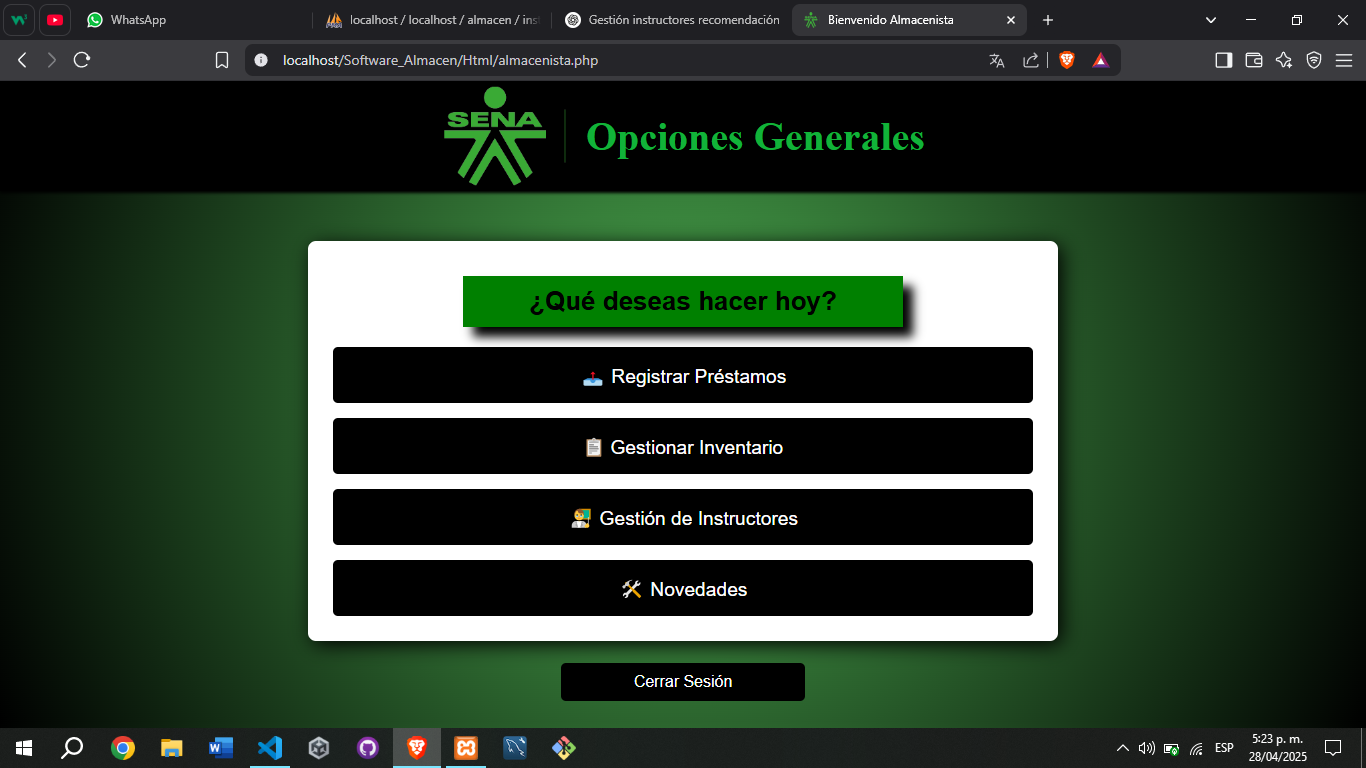 WhatsApp
localhost / localhost / almacen / inst
Gestión instructores recomendación
Bienvenido Almacenista
localhost/Software_Almacen/Html/almacenista.php
SENA
Opciones Generales
¿Qué deseas hacer hoy?
Registrar Préstamos
Gestionar Inventario
Gestión de Instructores
Novedades
Cerrar Sesión
ESP
5:23 p. m.
28/04/2025